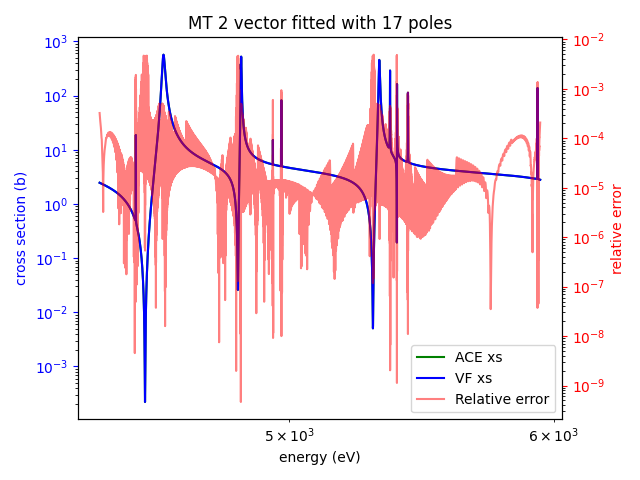 MT 2 vector fitted with 17 poles
cross section (b)
10³
10²
10¹
10⁰
10⁻¹
10⁻²
10⁻³
10⁻²
10⁻³
10⁻⁴
10⁻⁵
10⁻⁶
10⁻⁷
10⁻⁸
10⁻⁹
relative error
ACE xs
VF xs
Relative error
5 × 10³
6 × 10³
energy (eV)